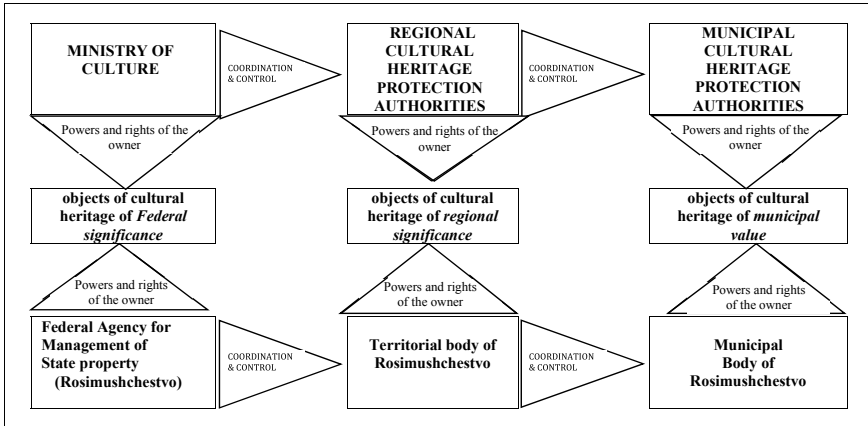 MINISTRY OF
CULTURE
COORDINATION
& CONTROL
REGIONAL
CULTURAL
HERITAGE
PROTECTION
AUTHORITIES
COORDINATION
& CONTROL
MUNICIPAL
CULTURAL
HERITAGE
PROTECTION
AUTHORITIES
Powers and rights of the
owner
Powers and rights of the
owner
Powers and rights of the
owner
objects of cultural
heritage of Federal
significance
objects of cultural
heritage of regional
significance
objects of cultural
heritage of municipal
value
Powers and rights
of the owner
Powers and rights
of the owner
Powers and rights
of the owner
Federal Agency for
Management of
State property
(Rosimushchestvo)
COORDINATION
& CONTROL
Territorial body of
Rosimushchestvo
COORDINATION
& CONTROL
Municipal
Body of
Rosimushchestvo